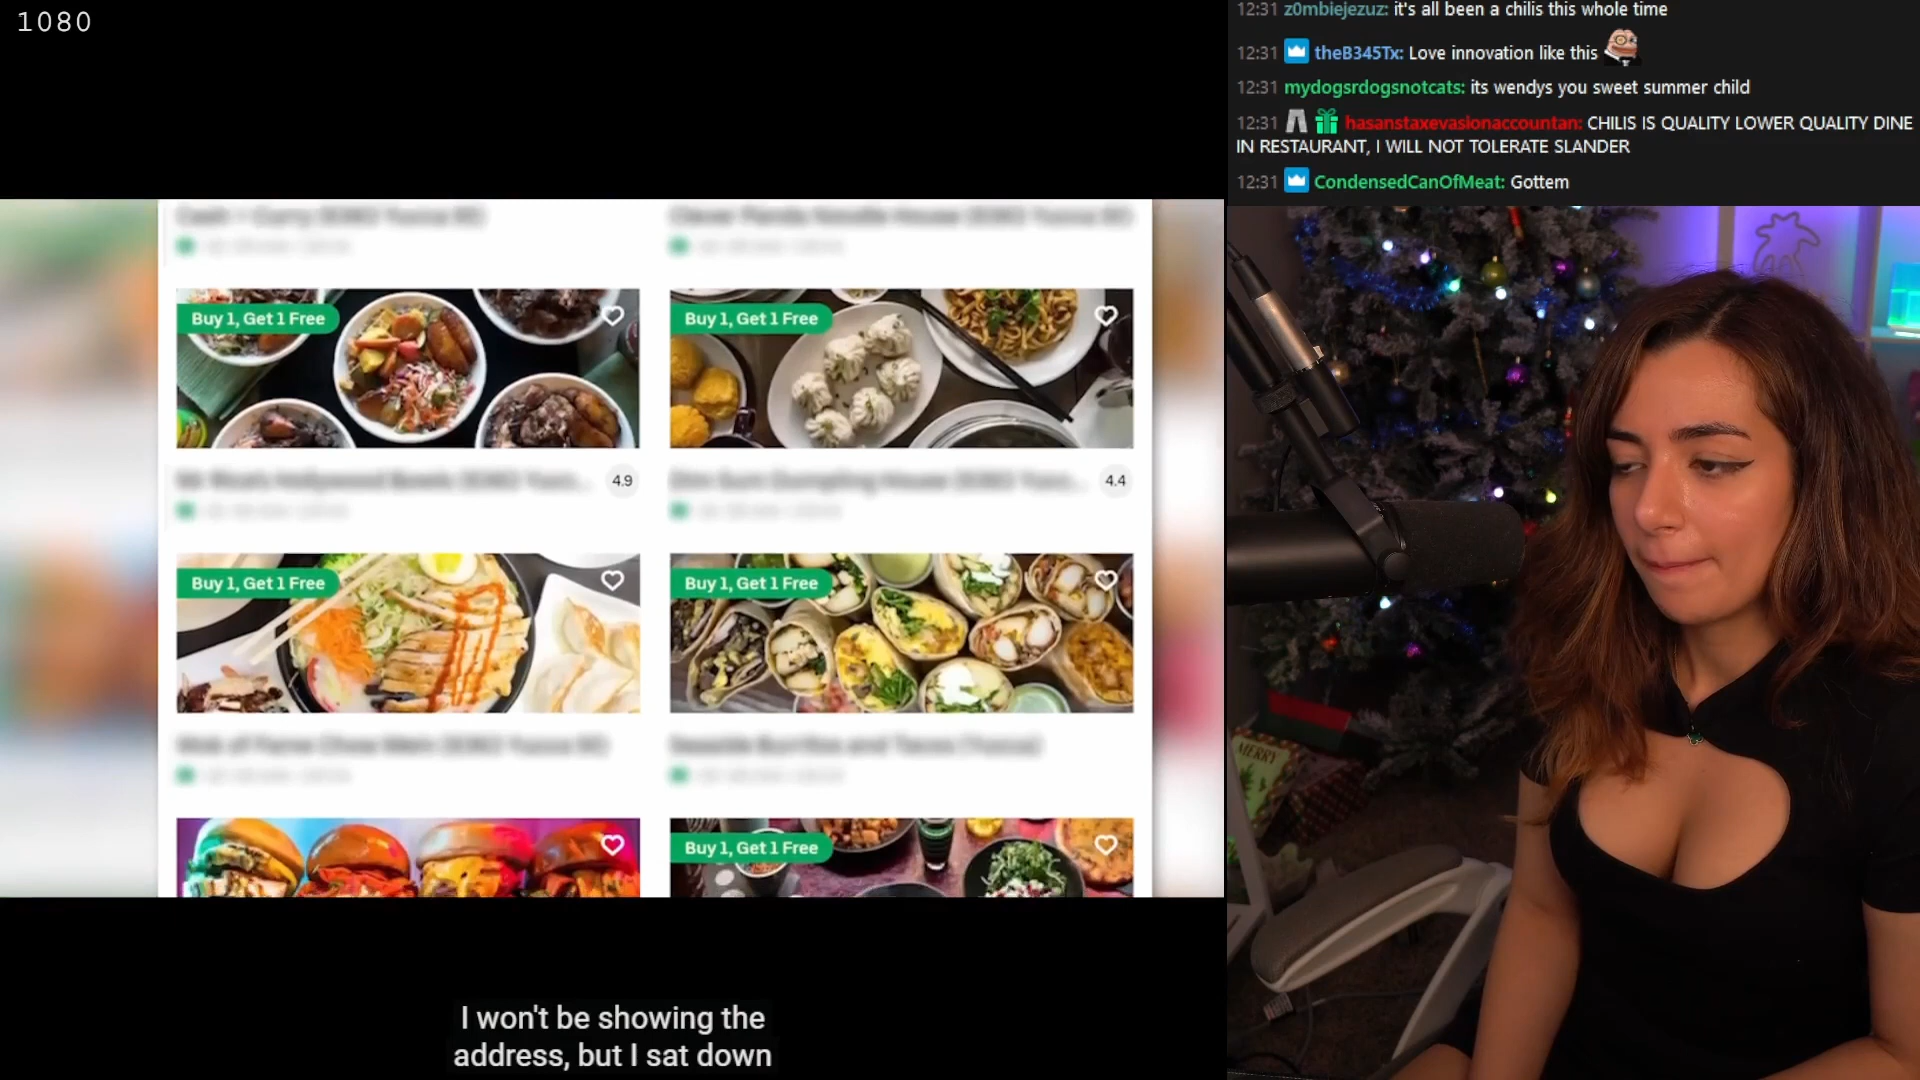 1080
12:31 z0mbiejezuz: it's all been a chilis this whole time
12:31 theB345Tx: Love innovation like this
12:31 mydogsrdogsnotcats: its wendys you sweet summer child
12:31 hasanstaxevasionaccountan: CHILIS IS QUALITY LOWER QUALITY DINE
IN RESTAURANT, I WILL NOT TOLERATE SLANDER
12:31 CondensedCanOfMeat: Gottem
Buy 1, Get 1 Free
Buy 1, Get 1 Free
4.9
4.4
Buy 1, Get 1 Free
Buy 1, Get 1 Free
Buy 1, Get 1 Free
MERRY
I won't be showing the
address, but I sat down